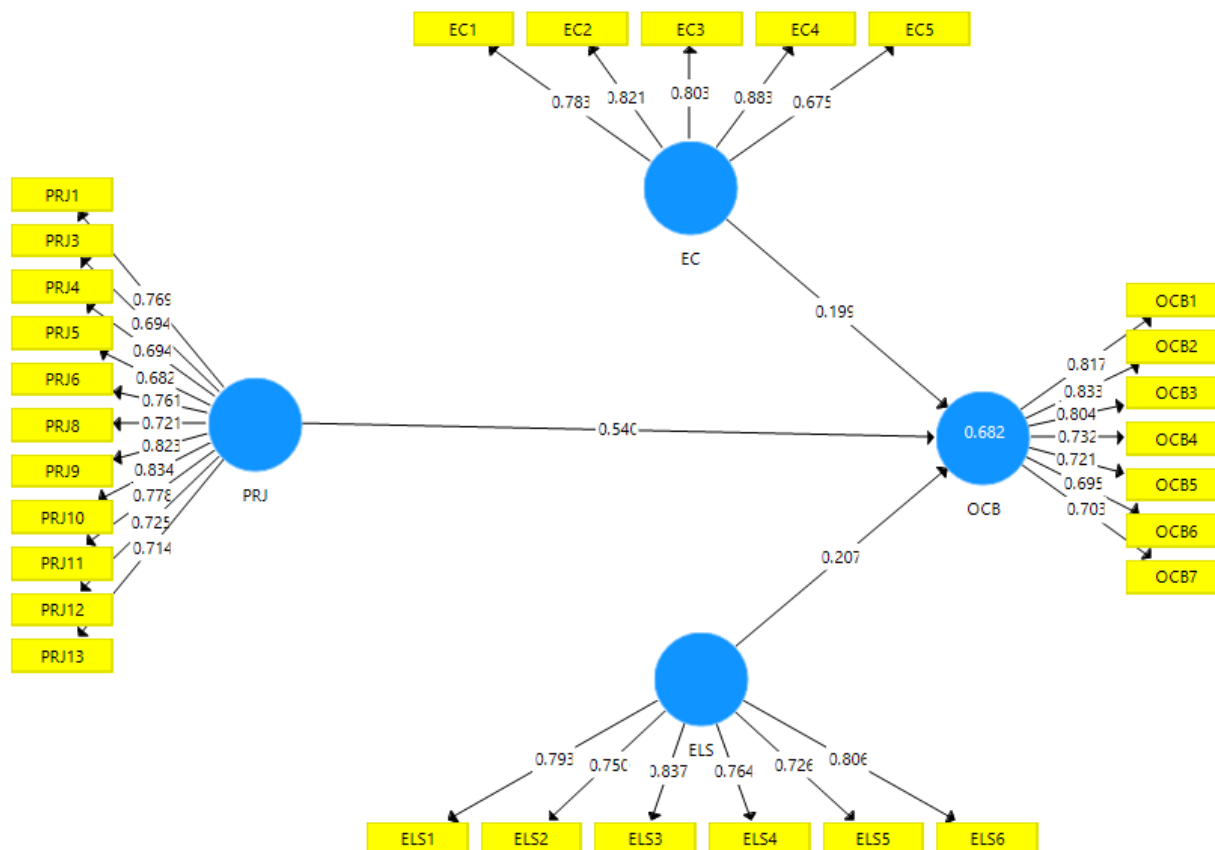 EC1 EC2 EC3 EC4 EC5
0.783 0.821 0.803 0.883 0.675
EC
PRJ1
PRJ3
PRJ4
PRJ5
PRJ6
PRJ8
PRJ9
PRJ10
PRJ11
PRJ12
PRJ13
0.769
0.694
0.694
0.682
0.761
0.721
0.823
0.834
0.778
0.725
0.714
PRJ
0.199
0.540
0.207
0.682
OCB
0.817
0.833
0.804
0.732
0.721
0.695
0.703
OCB1
OCB2
OCB3
OCB4
OCB5
OCB6
OCB7
ELS
0.793 0.750 0.837 0.764 0.726 0.806
ELS1 ELS2 ELS3 ELS4 ELS5 ELS6